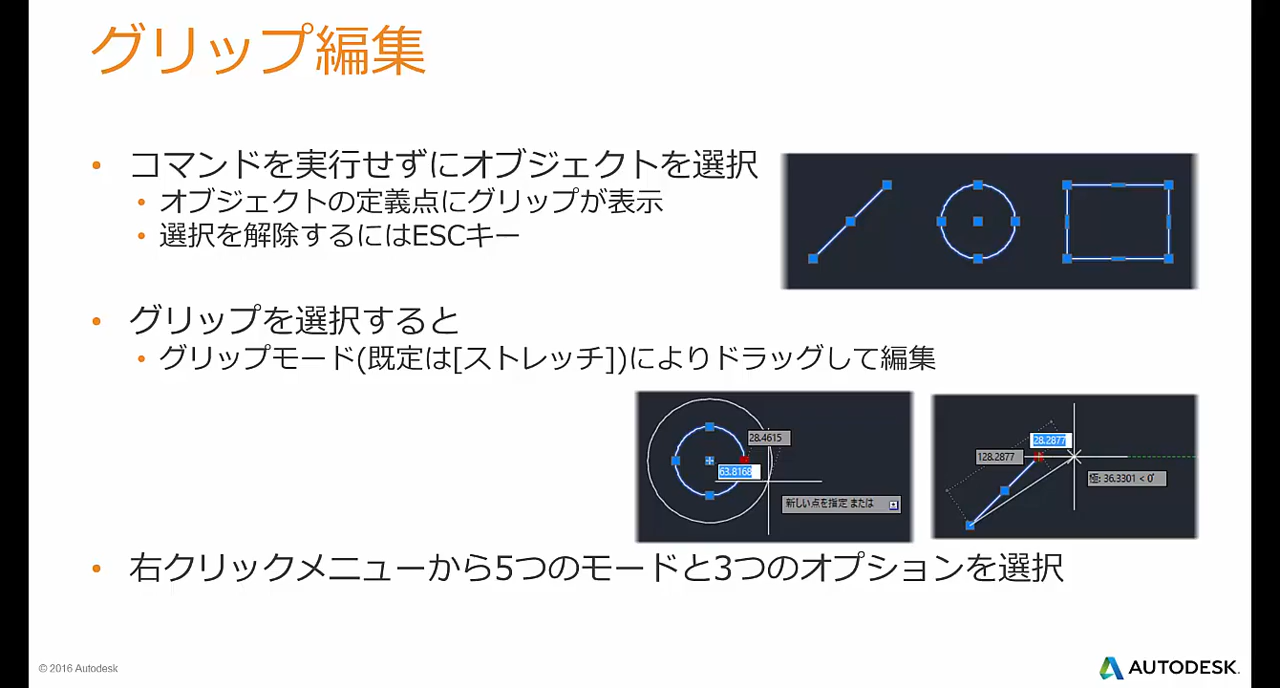 グリップ編集
• コマンドを実行せずにオブジェクトを選択
• オブジェクトの定義点にグリップが表示
• 選択を解除するにはESCキー
• グリップを選択すると
• グリップモード(既定は[ストレッチ])によりドラッグして編集
28.4615
63.8168
新しい点を指定 または
28.2877
128.2877
極: 36.3301 < 0°
• 右クリックメニューから5つのモードと3つのオプションを選択
© 2016 Autodesk
AUTODESK.